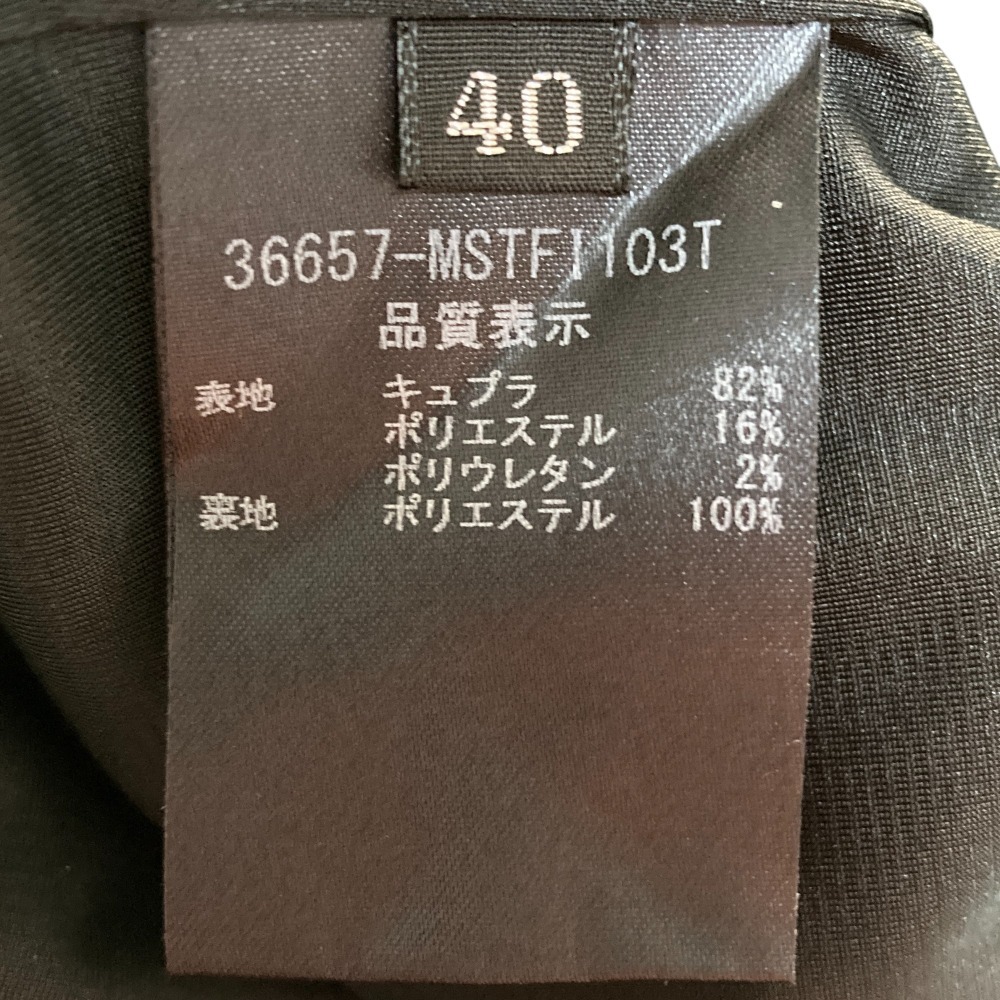 40
36657-MSTFI103T
品質表示
表地 キュプラ 82%
ポリエステル 16%
ポリウレタン 2%
裏地 ポリエステル 100%